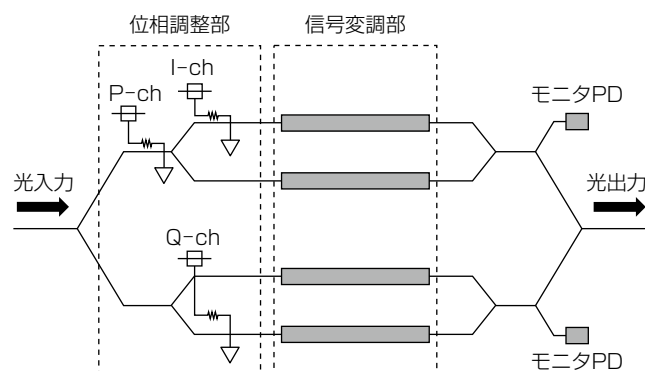 位相調整部
信号変調部
I-ch
P-ch
モニタPD
光入力
光出力
Q-ch
モニタPD